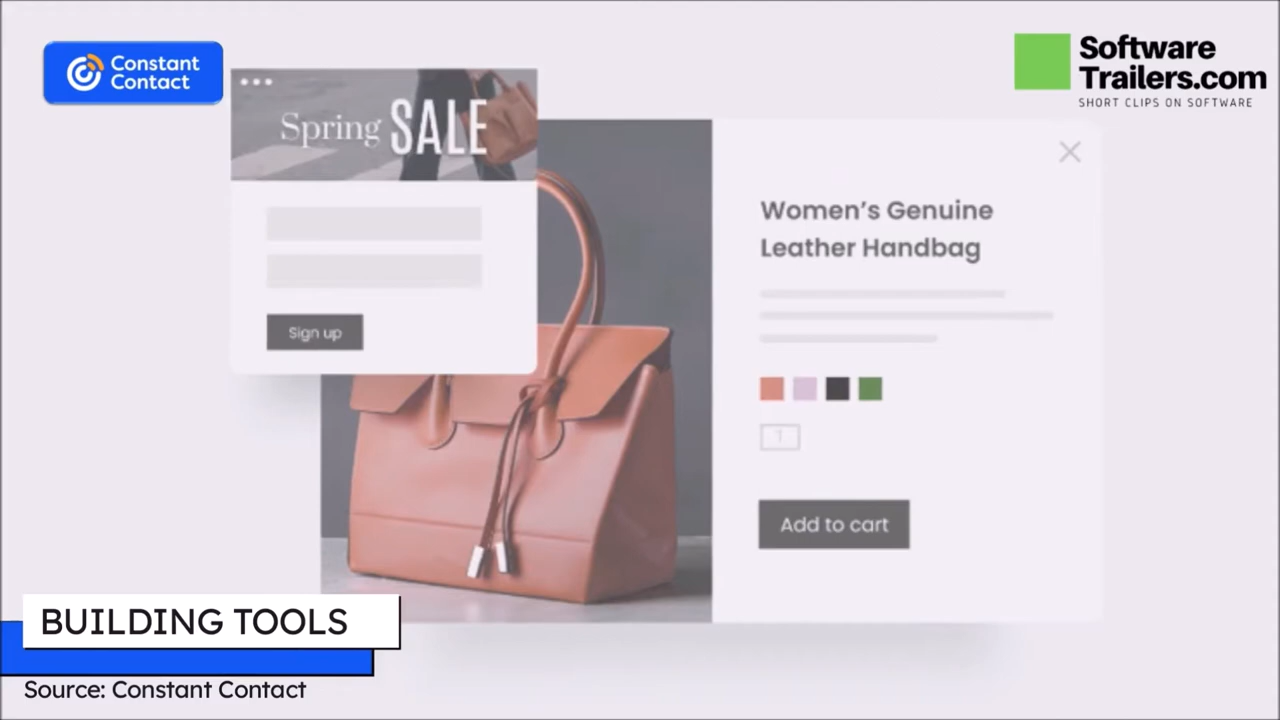 Constant
Contact
Software
Trailers.com
SHORT CLIPS ON SOFTWARE
Spring SALE
Sign up
Women’s Genuine
Leather Handbag
1
Add to cart
BUILDING TOOLS
Source: Constant Contact